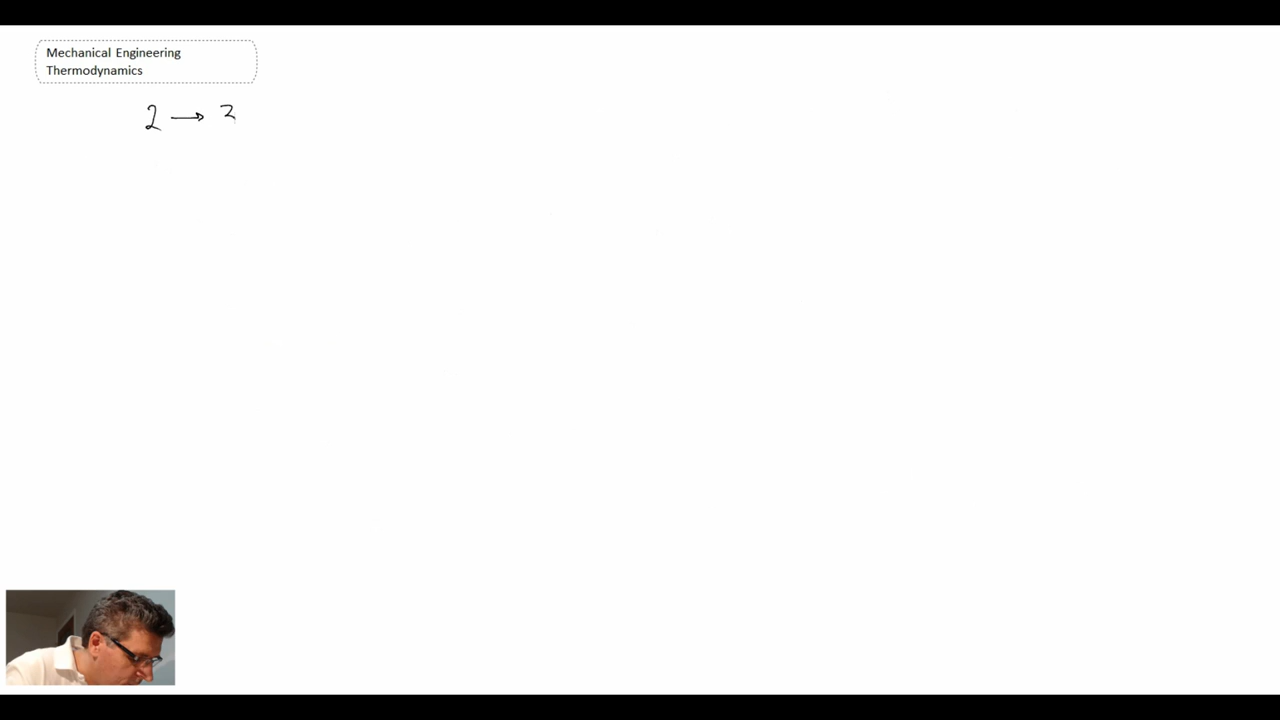 Mechanical Engineering
Thermodynamics
2 → 3